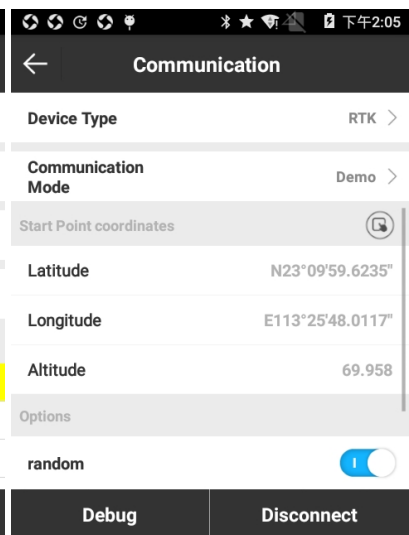 下午2:05
Communication
Device Type RTK
Communication
Mode Demo
Start Point coordinates
Latitude N23°09'59.6235"
Longitude E113°25'48.0117"
Altitude 69.958
Options
random
Debug Disconnect